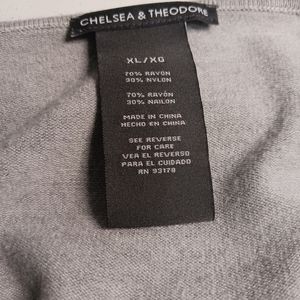 CHELSEA & THEODORE
XL/XG
70% RAYON
30% NYLON
70% RAYÓN
30% NAILON
MADE IN CHINA
HECHO EN CHINA
SEE REVERSE
FOR CARE
VEA EL REVERSO
PARA EL CUIDADO
RN 93178